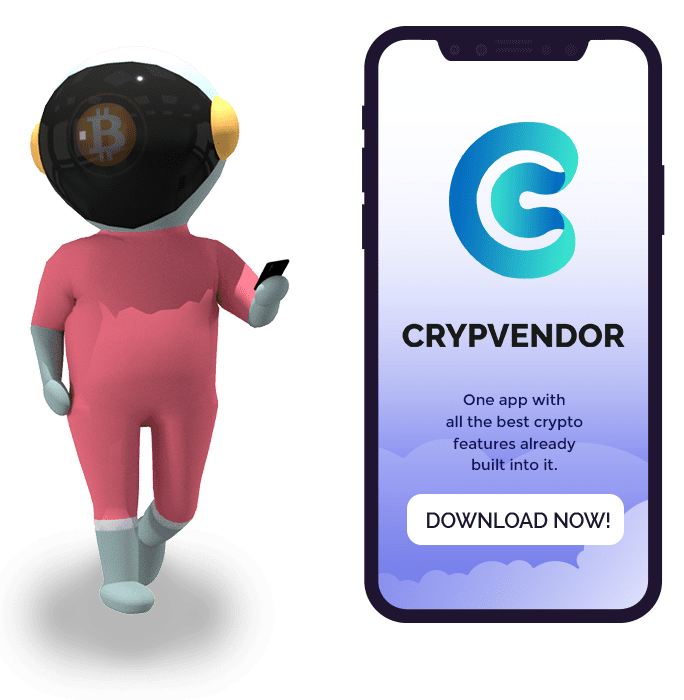 CRYPVENDOR
One app with
all the best crypto
features already
built into it.
DOWNLOAD NOW!